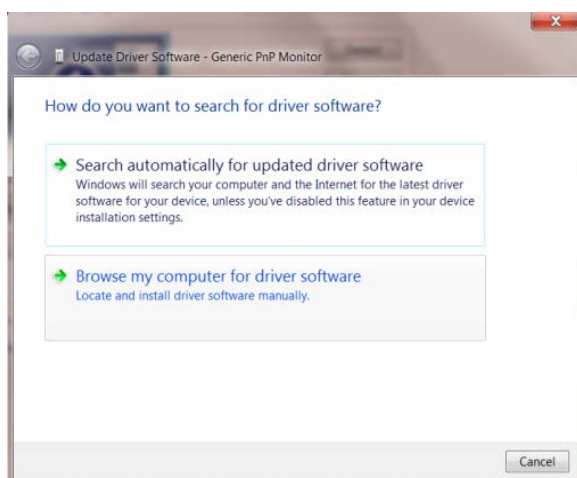 Update Driver Software - Generic PnP Monitor
How do you want to search for driver software?
Search automatically for updated driver software
Windows will search your computer and the Internet for the latest driver
software for your device, unless you've disabled this feature in your device
installation settings.
Browse my computer for driver software
Locate and install driver software manually.
Cancel